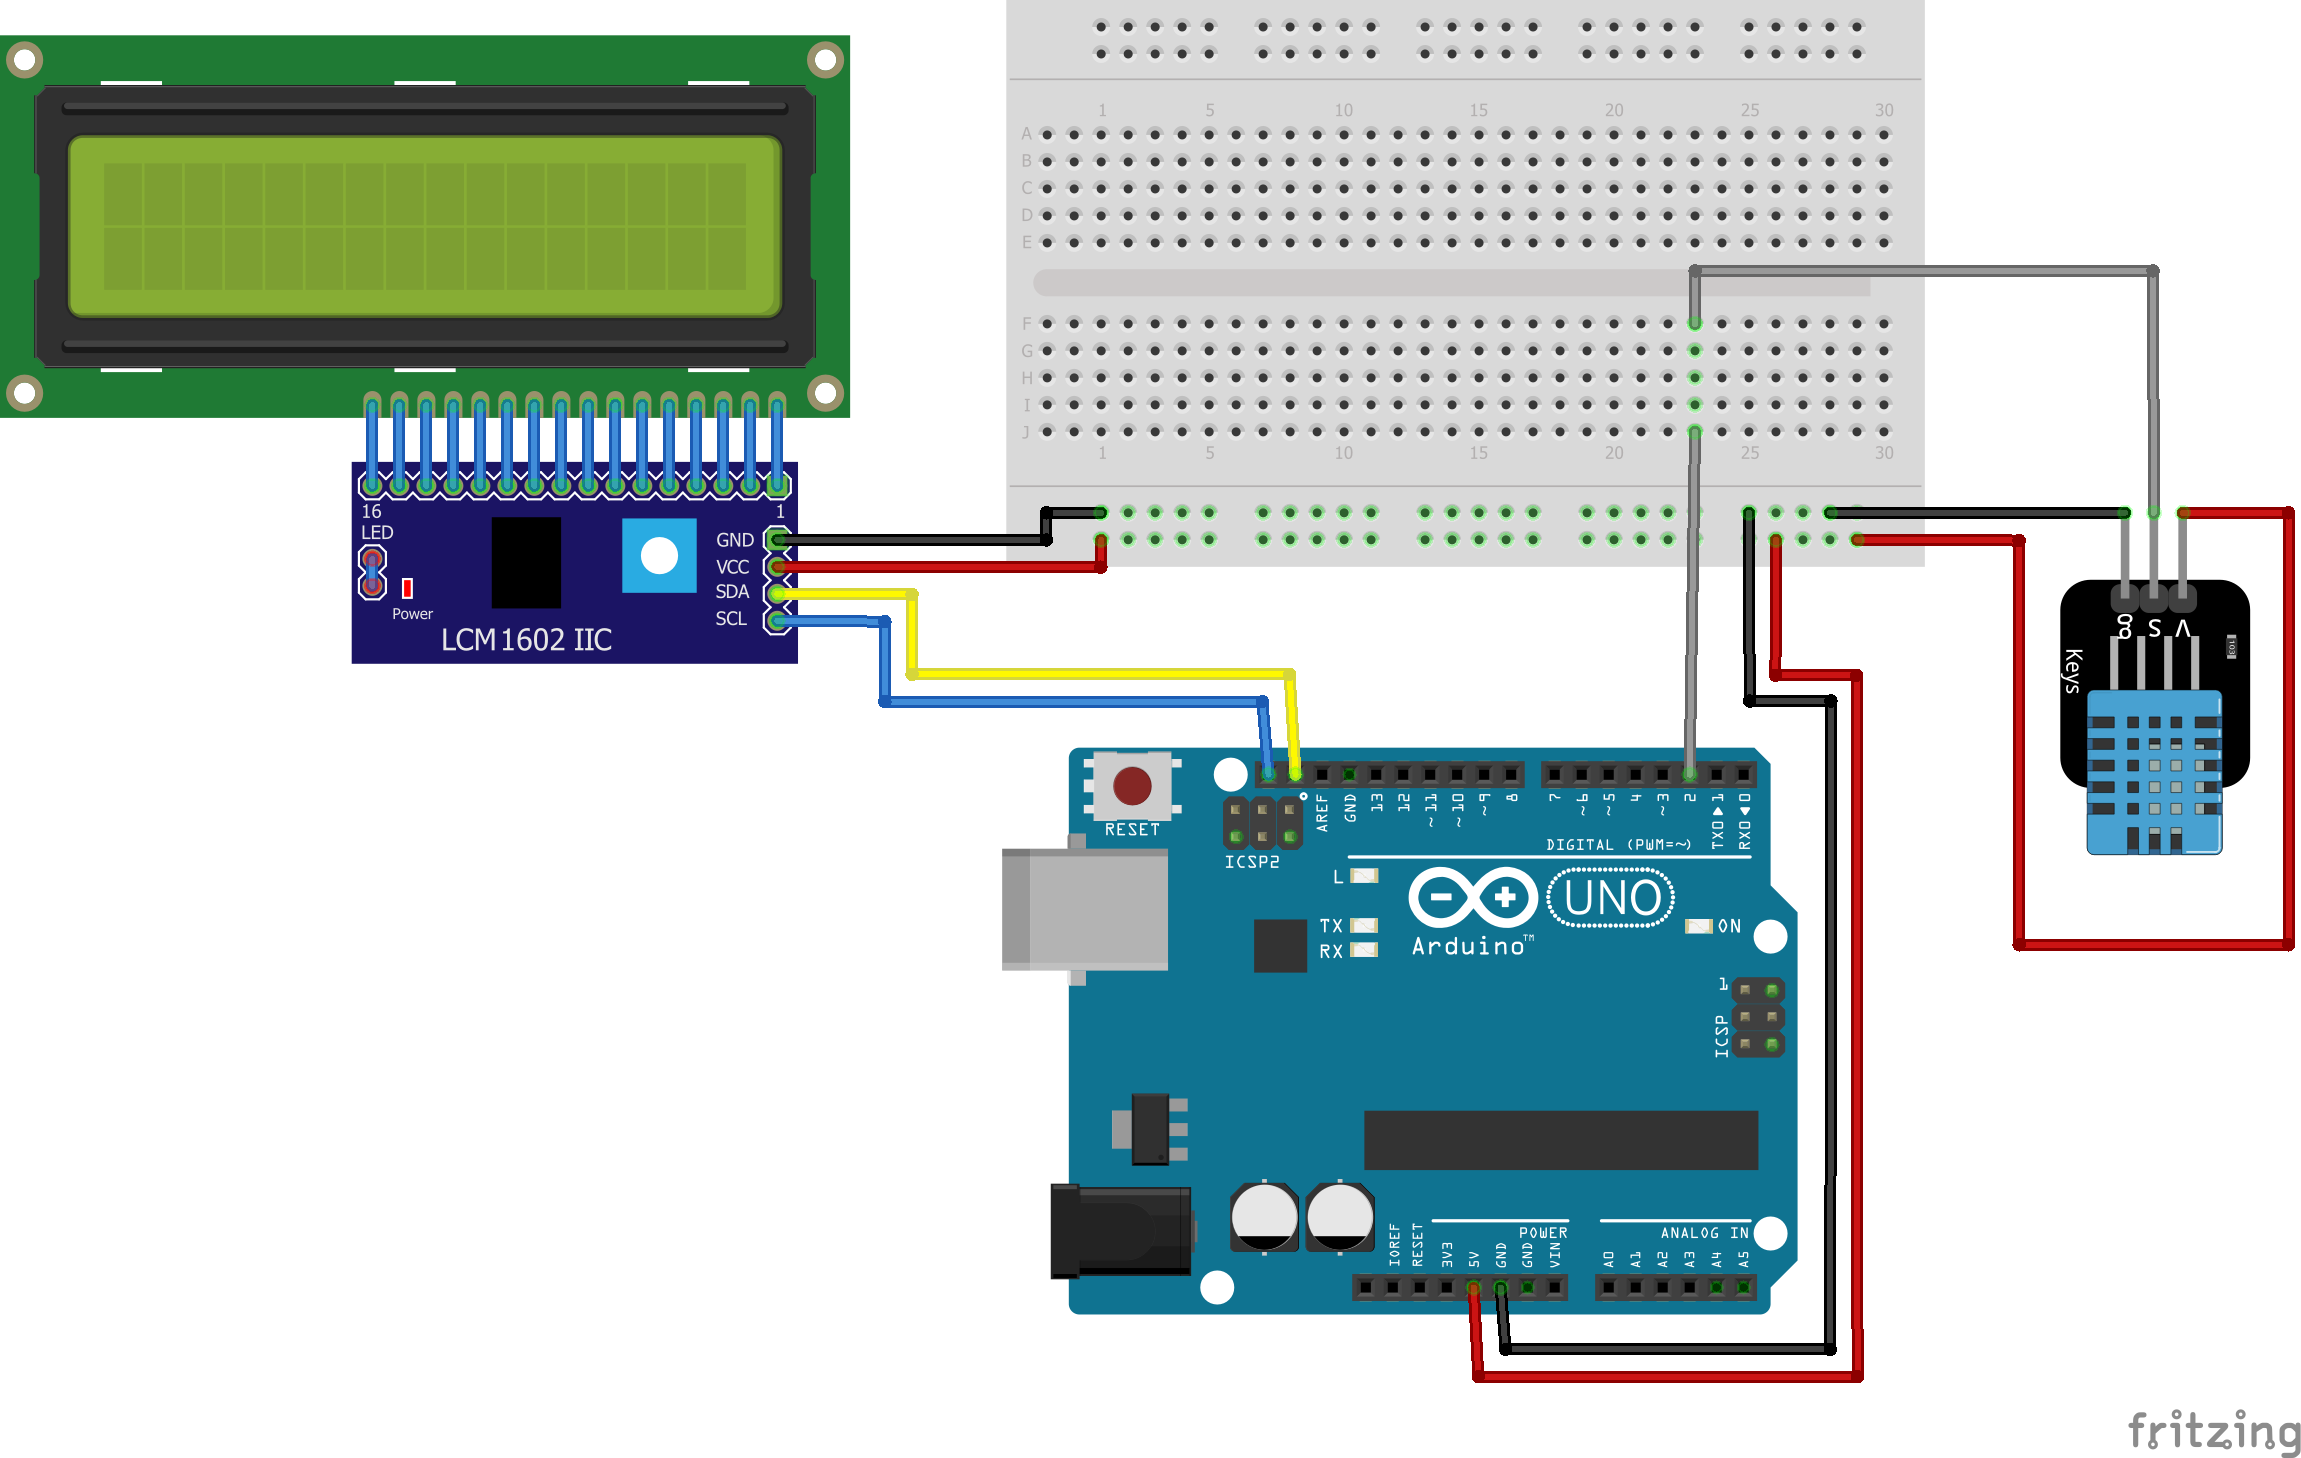 1 5 10 15 20 25 30
A
B
C
D
E
F
G
H
I
J
1 5 10 15 20 25 30
16 1
LED
GND
VCC
SDA
SCL
Power
LCM1602 IIC
g S V
Keys
103
RESET
ICSP2
AREF GND 13 12 ~11 ~10 ~9 8 7 ~6 ~5 4 ~3 2 TX0▶1 RX0◀0
DIGITAL (PWM=~)
L
TX
RX
UNO
Arduino™
ON
1
ICSP
POWER ANALOG IN
IOREF RESET 3V3 5V GND GND VIN A0 A1 A2 A3 A4 A5
fritzing